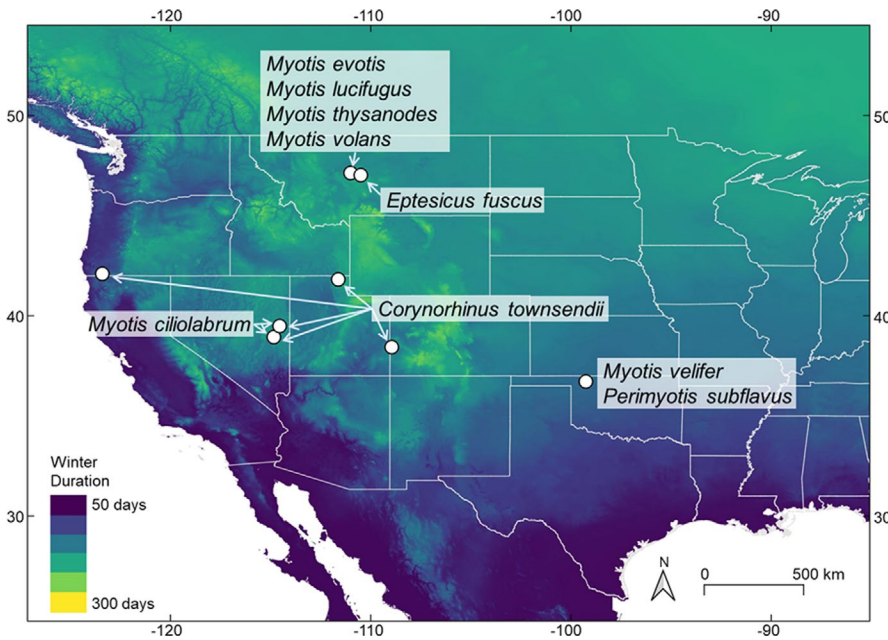 -120 -110 -100 -90
Myotis evotis
Myotis lucifugus
Myotis thysanodes
Myotis volans
50 50
Eptesicus fuscus
Corynorhinus townsendii
40 40
Myotis ciliolabrum
Myotis velifer
Perimyotis subflavus
Winter
Duration
50 days
30 30
300 days
N
0 500 km
-120 -110 -100 -90